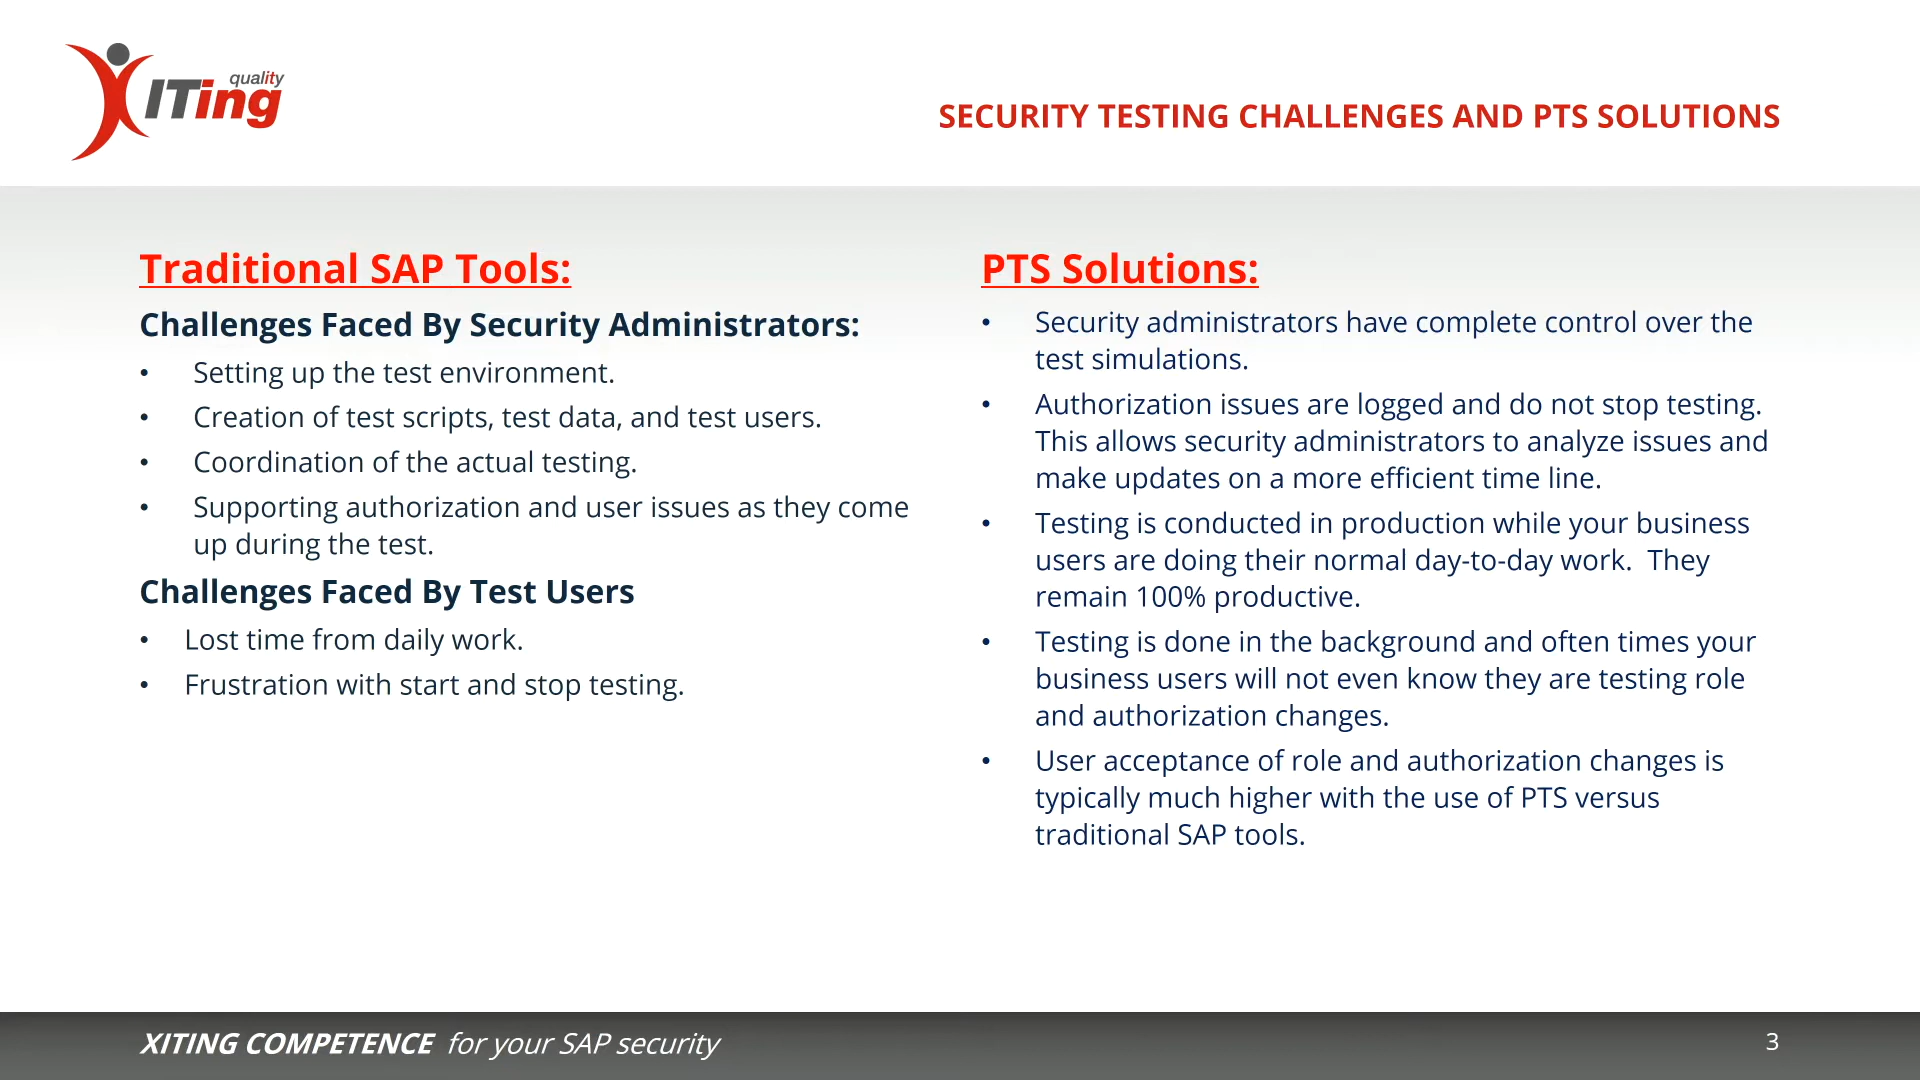 XITing
quality
SECURITY TESTING CHALLENGES AND PTS SOLUTIONS
Traditional SAP Tools:
Challenges Faced By Security Administrators:
• Setting up the test environment.
• Creation of test scripts, test data, and test users.
• Coordination of the actual testing.
• Supporting authorization and user issues as they come
up during the test.
Challenges Faced By Test Users
• Lost time from daily work.
• Frustration with start and stop testing.
PTS Solutions:
• Security administrators have complete control over the
test simulations.
• Authorization issues are logged and do not stop testing.
This allows security administrators to analyze issues and
make updates on a more efficient time line.
• Testing is conducted in production while your business
users are doing their normal day-to-day work.  They
remain 100% productive.
• Testing is done in the background and often times your
business users will not even know they are testing role
and authorization changes.
• User acceptance of role and authorization changes is
typically much higher with the use of PTS versus
traditional SAP tools.
XITING COMPETENCE for your SAP security
3